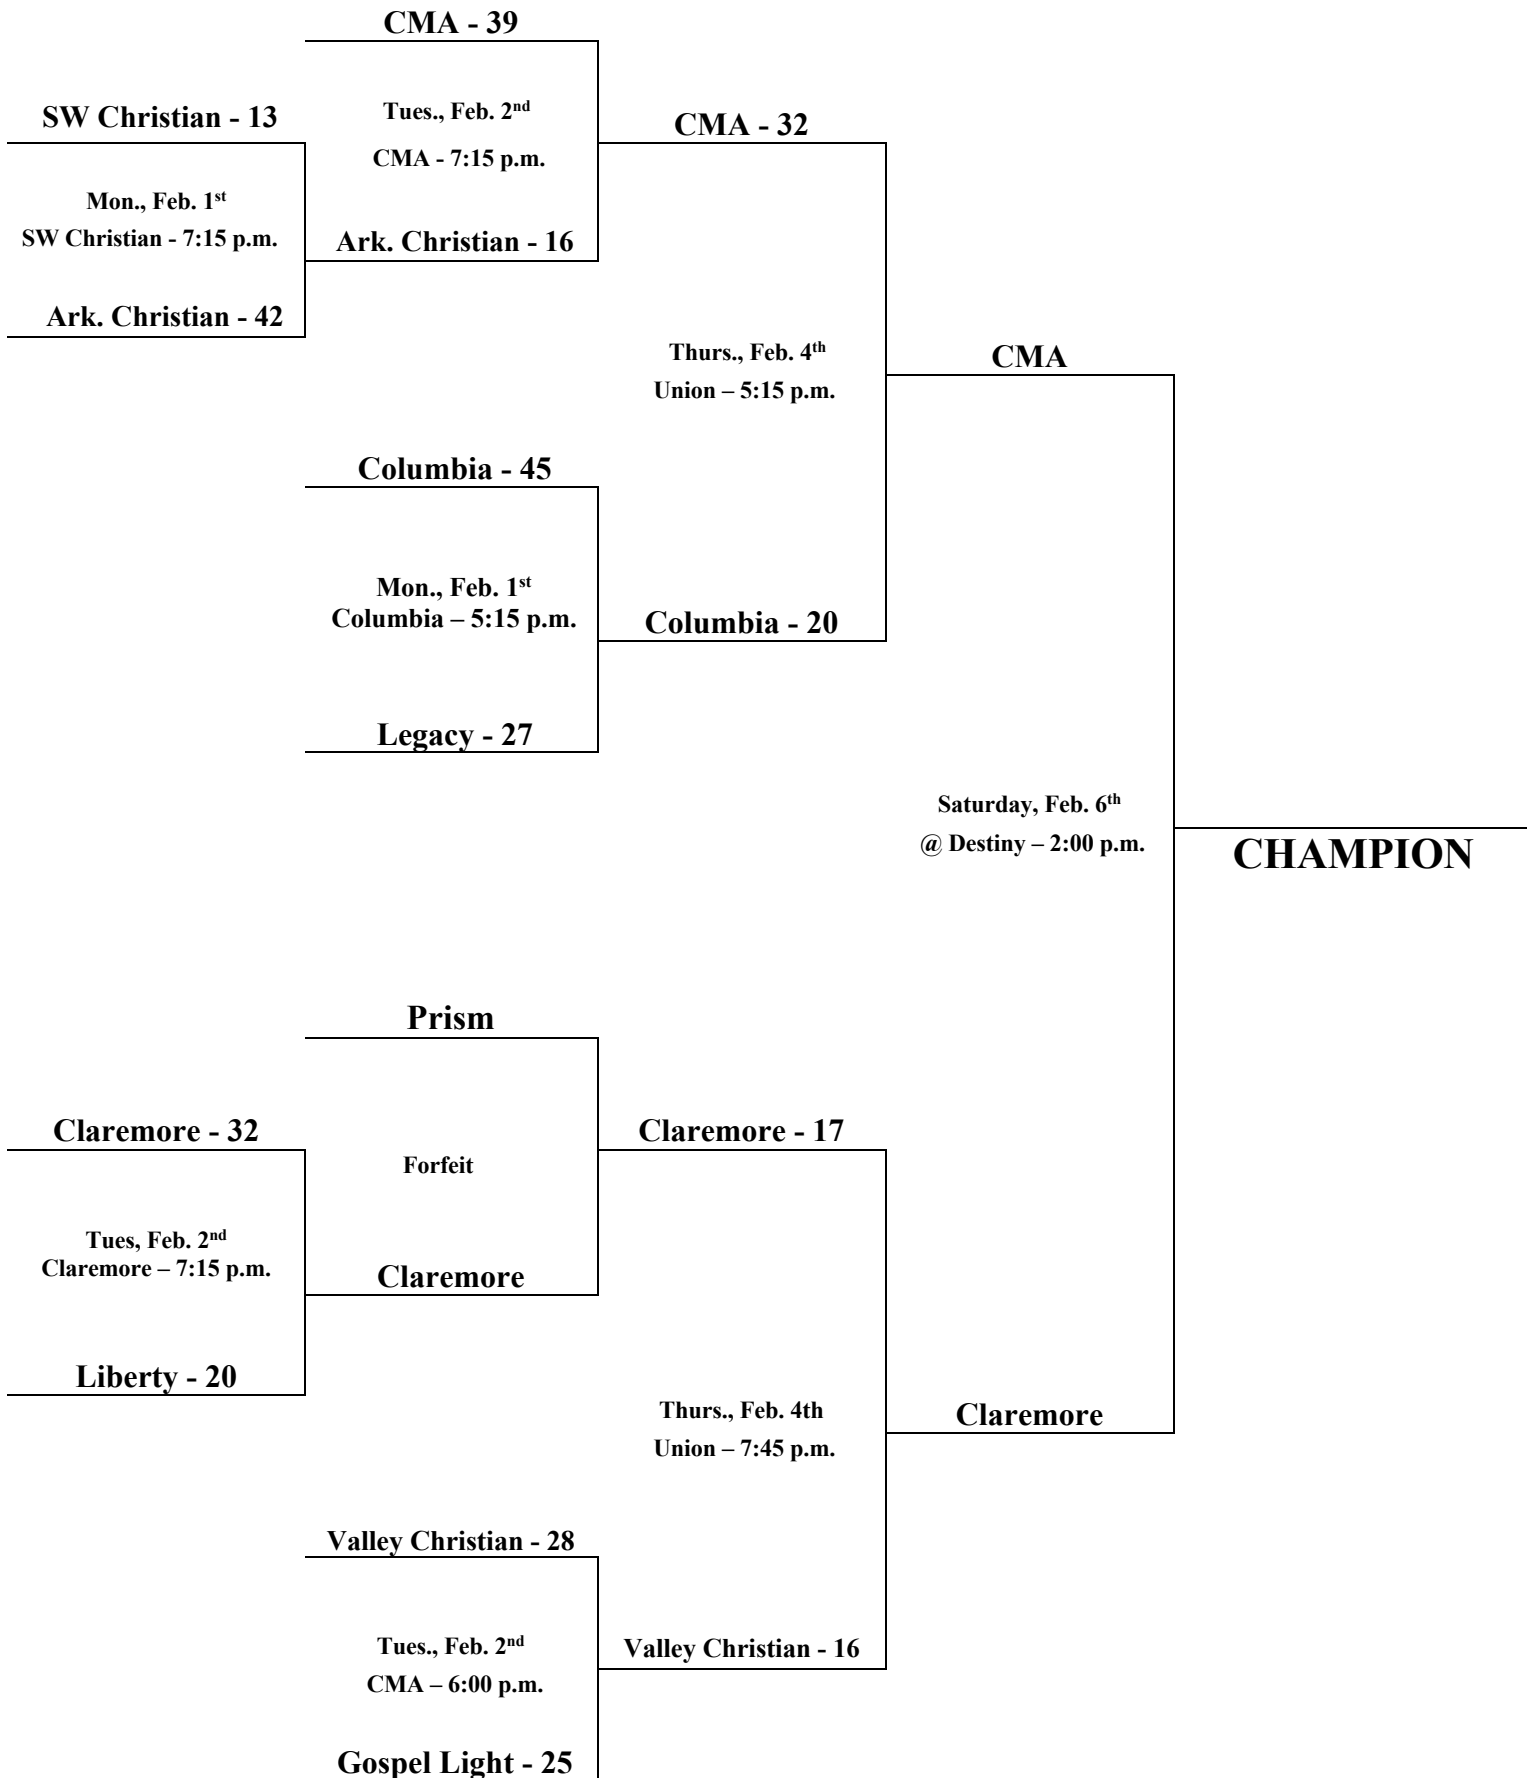 CMA - 39
SW Christian - 13
Tues., Feb. 2nd
CMA - 7:15 p.m.
CMA - 32
Mon., Feb. 1st
SW Christian - 7:15 p.m.
Ark. Christian - 16
Ark. Christian - 42
Thurs., Feb. 4th
Union – 5:15 p.m.
CMA
Columbia - 45
Mon., Feb. 1st
Columbia – 5:15 p.m.
Columbia - 20
Legacy - 27
Saturday, Feb. 6th
@ Destiny – 2:00 p.m.
CHAMPION
Prism
Claremore - 32
Forfeit
Claremore - 17
Tues, Feb. 2nd
Claremore – 7:15 p.m.
Claremore
Liberty - 20
Thurs., Feb. 4th
Union – 7:45 p.m.
Claremore
Valley Christian - 28
Tues., Feb. 2nd
CMA – 6:00 p.m.
Valley Christian - 16
Gospel Light - 25